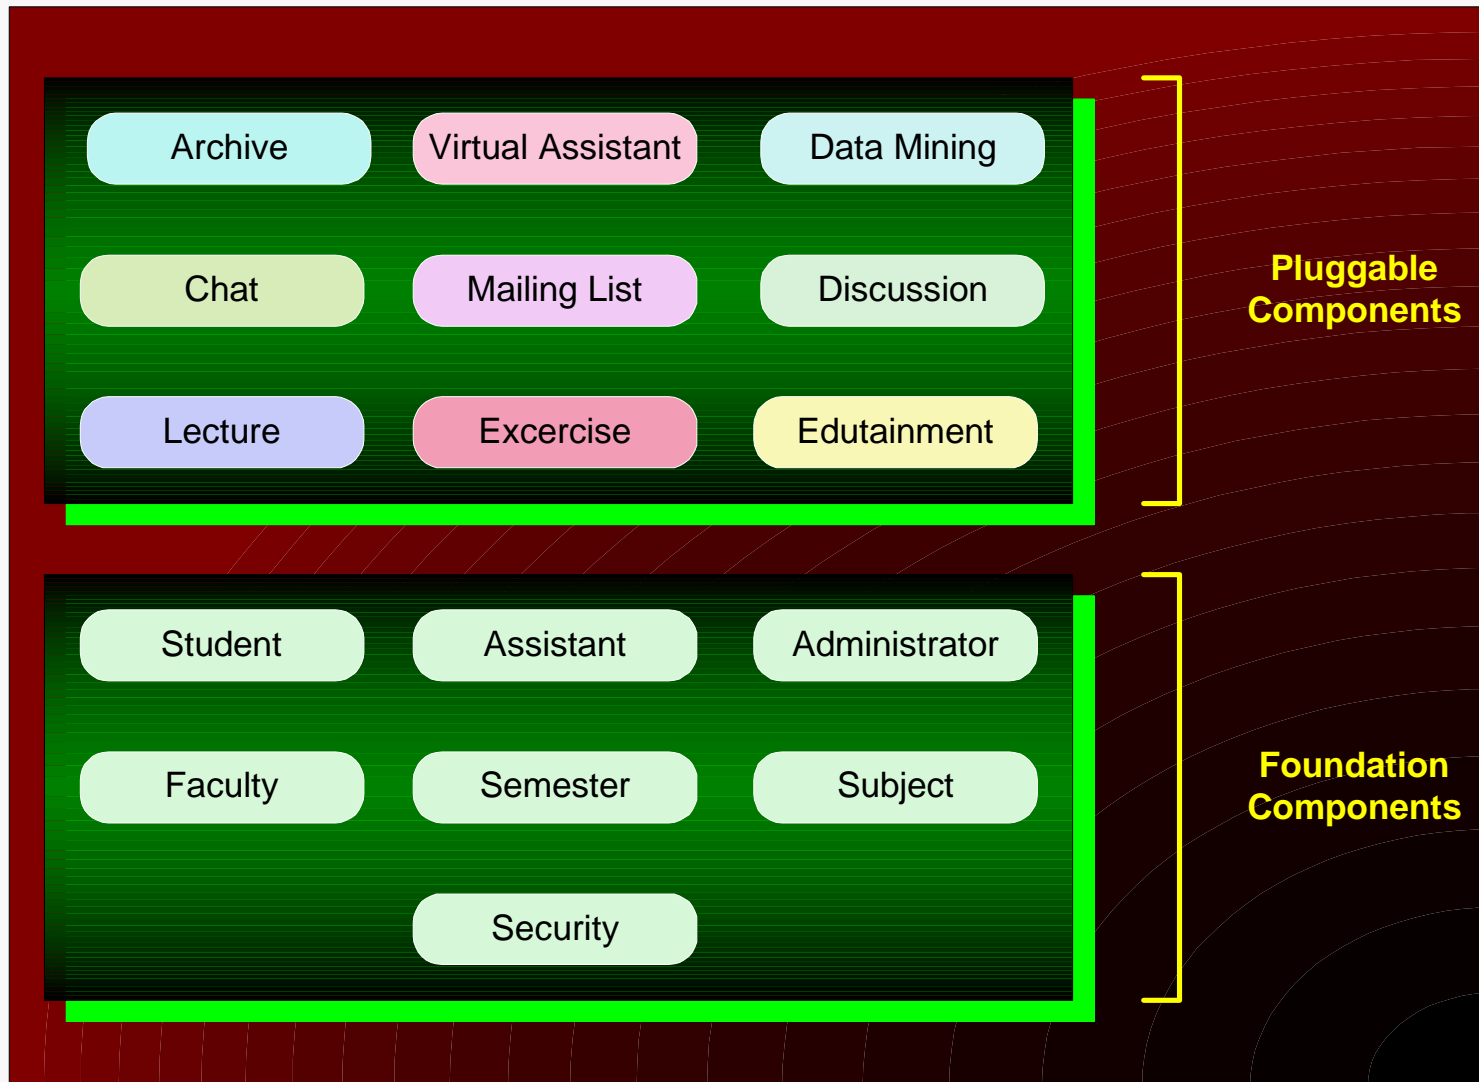 Archive
Virtual Assistant
Data Mining
Chat
Mailing List
Discussion
Lecture
Excercise
Edutainment
Pluggable
Components
Student
Assistant
Administrator
Faculty
Semester
Subject
Security
Foundation
Components